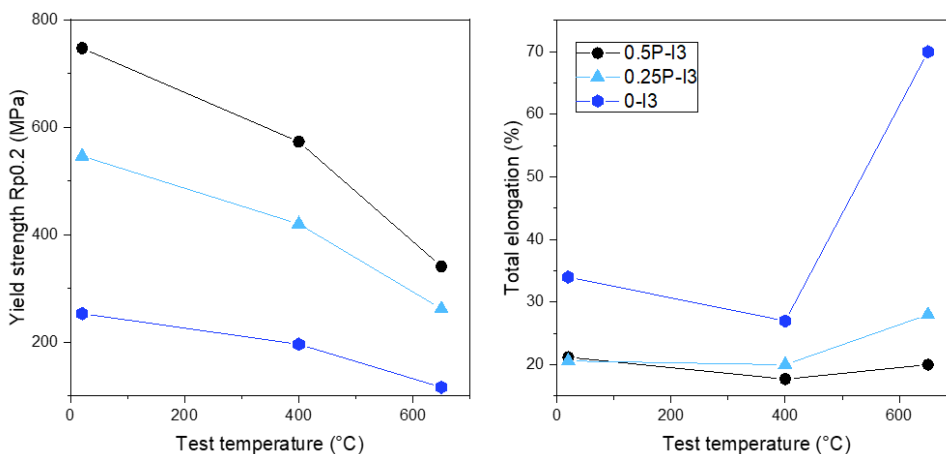 Yield strength Rp0.2 (MPa)
800
600
400
200
0
200
400
600
Test temperature (°C)
Total elongation (%)
70
60
50
40
30
20
0
200
400
600
Test temperature (°C)
0.5P-I3
0.25P-I3
0-I3